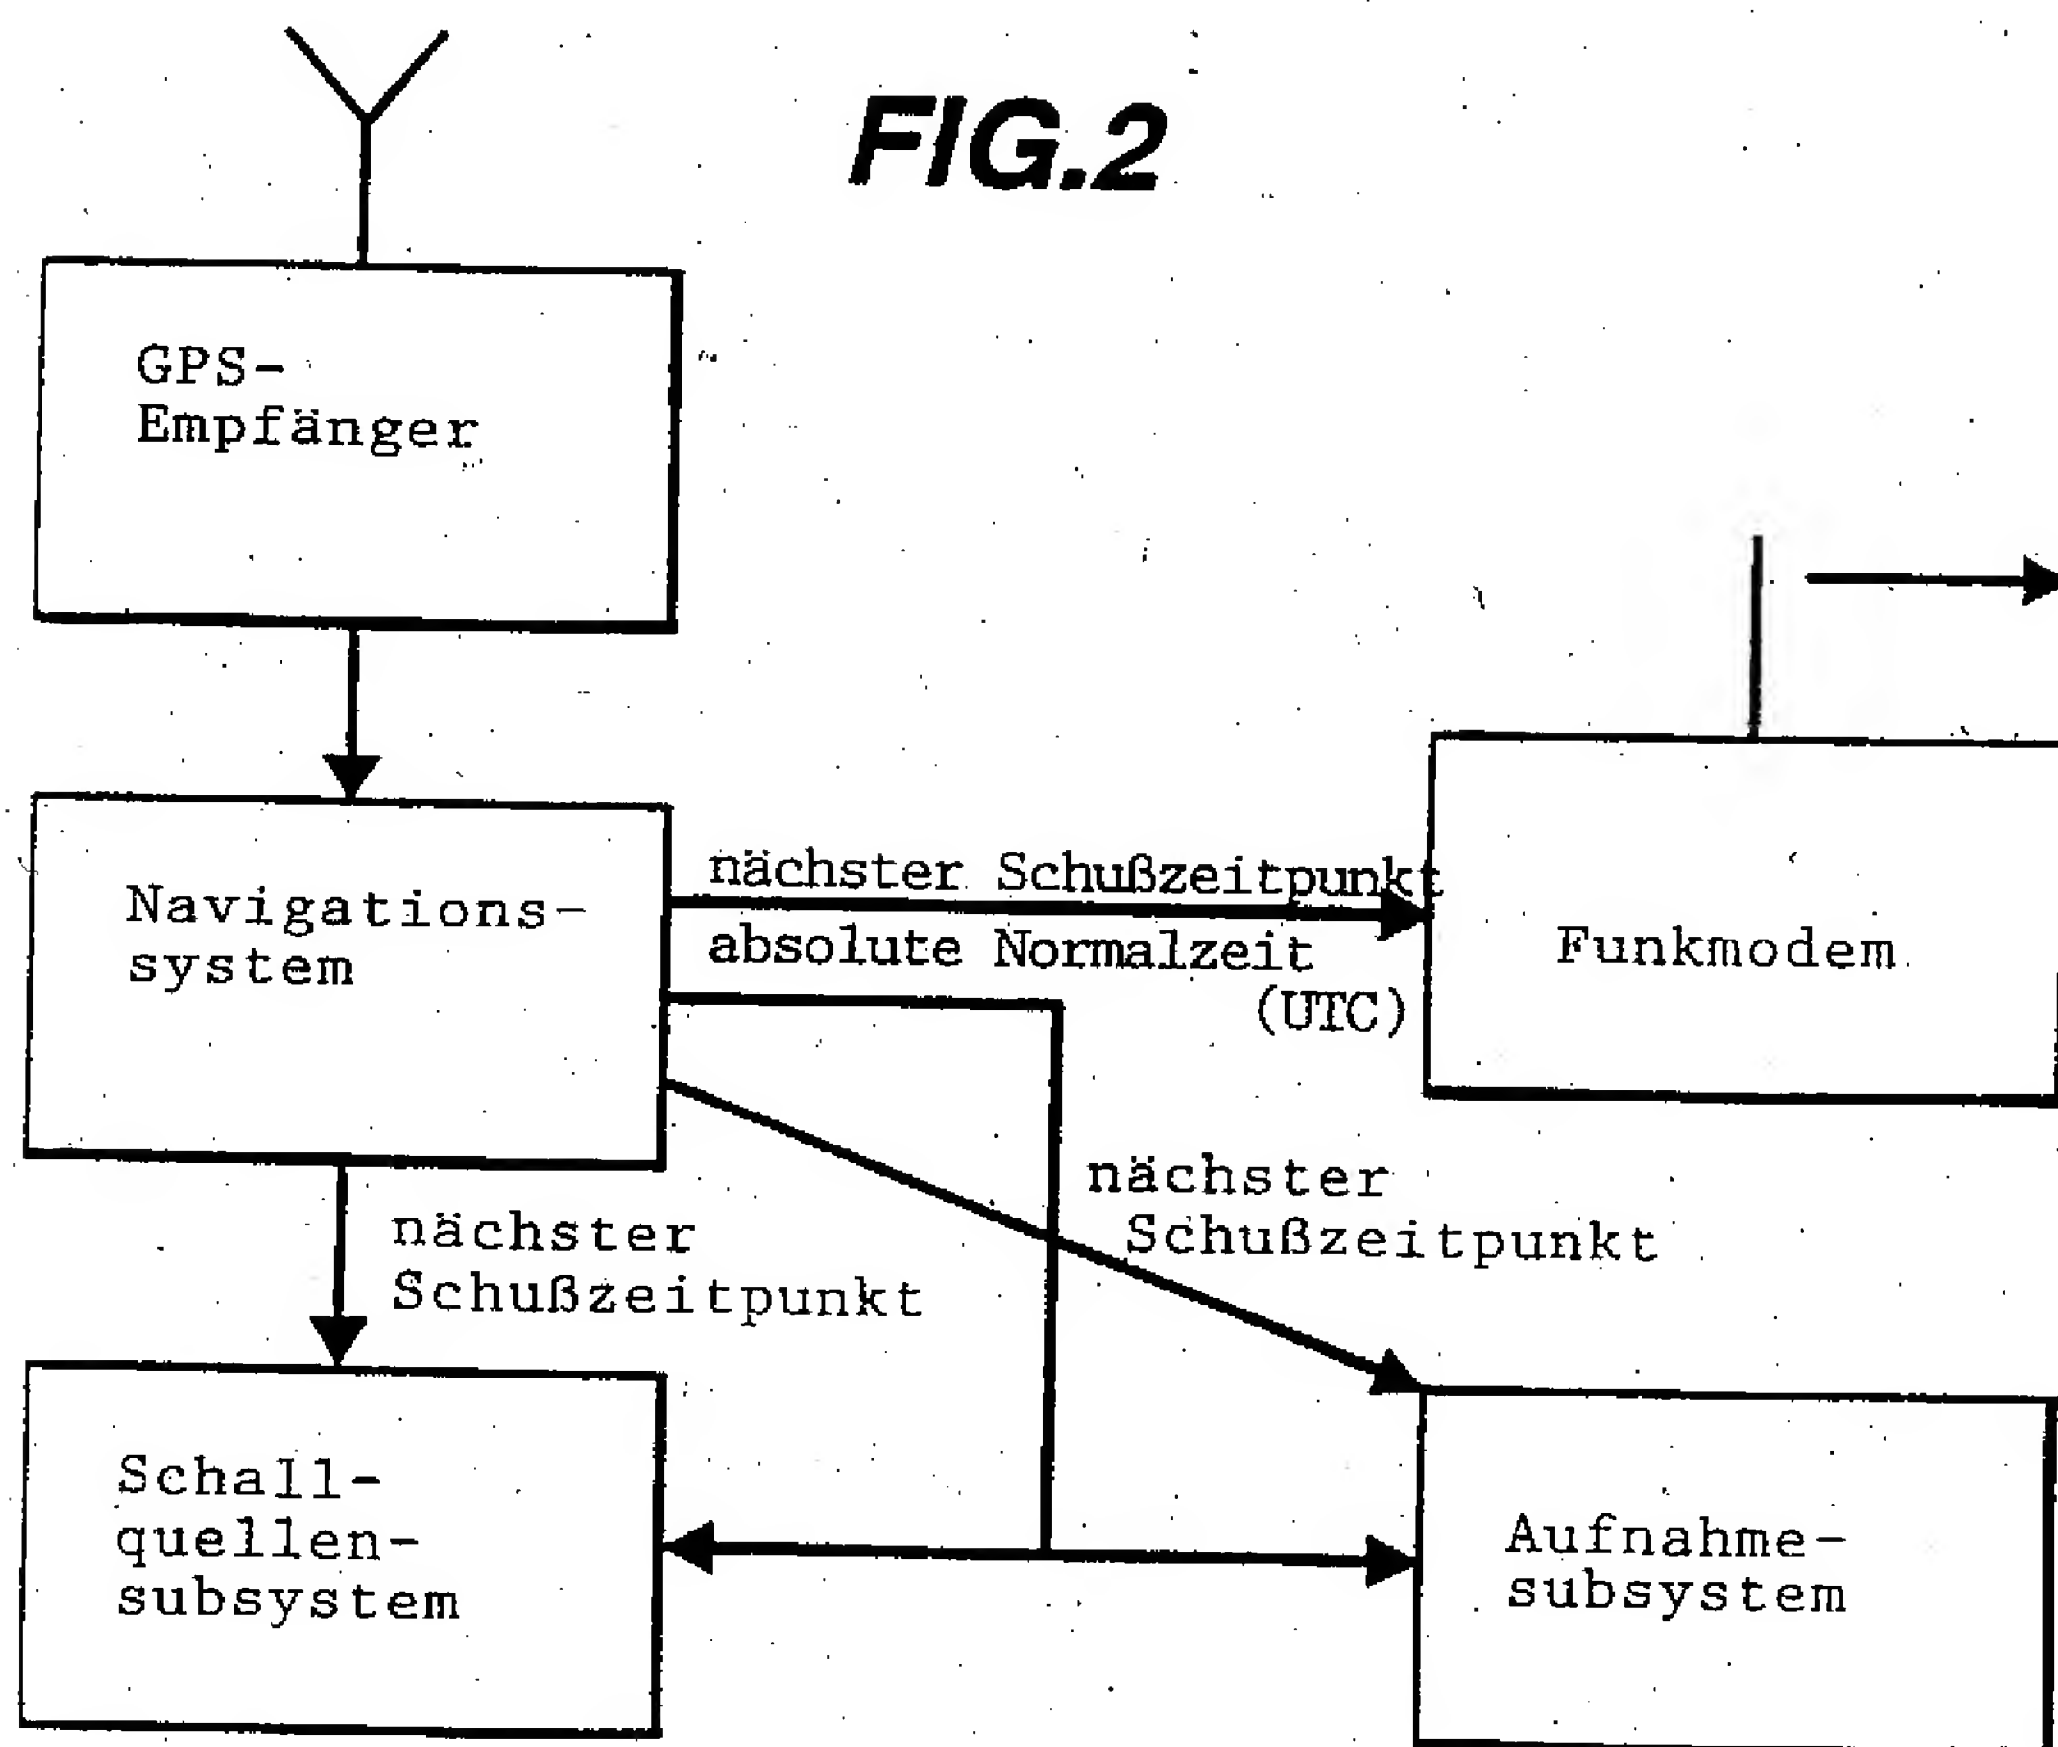 FIG.2
GPS-
Empfänger
nächster Schußzeitpunkt
absolute Normalzeit
(UTC)
Navigations-
system
Funkmodem
nächster
Schußzeitpunkt
nächster
Schußzeitpunkt
Schall-
quellen-
subsystem
Aufnahme-
subsystem